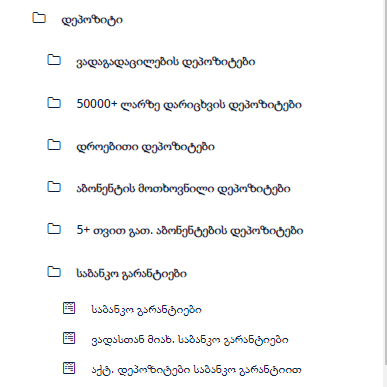 დეპოზიტი
ვადაგადაცილების დეპოზიტები
50000+ ლარზე დარიცხვის დეპოზიტები
დროებითი დეპოზიტები
აბონენტის მოთხოვნილი დეპოზიტები
5+ თვით გათ. აბონენტების დეპოზიტები
საბანკო გარანტიები
საბანკო გარანტიები
ვადასთან მიახ. საბანკო გარანტიები
აქტ. დეპოზიტები საბანკო გარანტიით